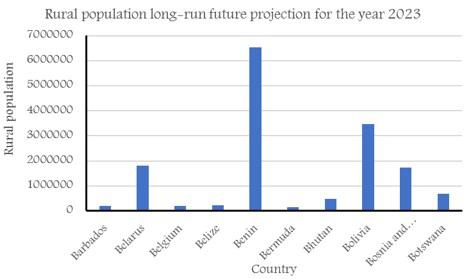 Rural population long-run future projection for the year 2023
7000000
6000000
5000000
4000000
3000000
2000000
1000000
0
Rural population
Barbados
Belarus
Belgium
Belize
Benin
Bermuda
Bhutan
Bolivia
Bosnia and...
Botswana
Country